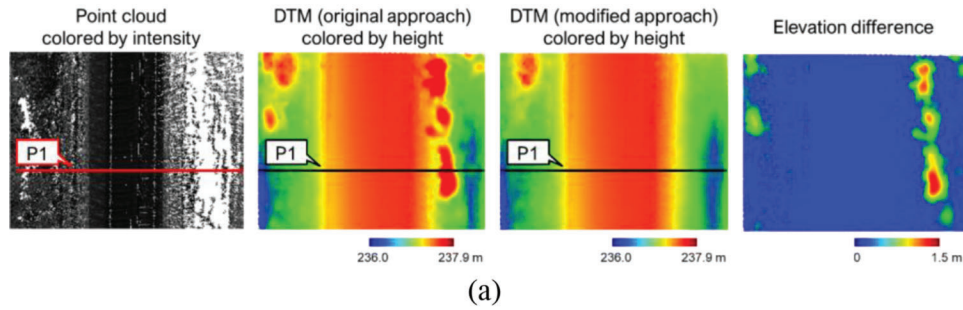 Point cloud
colored by intensity
DTM (original approach)
colored by height
DTM (modified approach)
colored by height
Elevation difference
P1
P1
P1
236.0 237.9 m
236.0 237.9 m
0 1.5 m
(a)